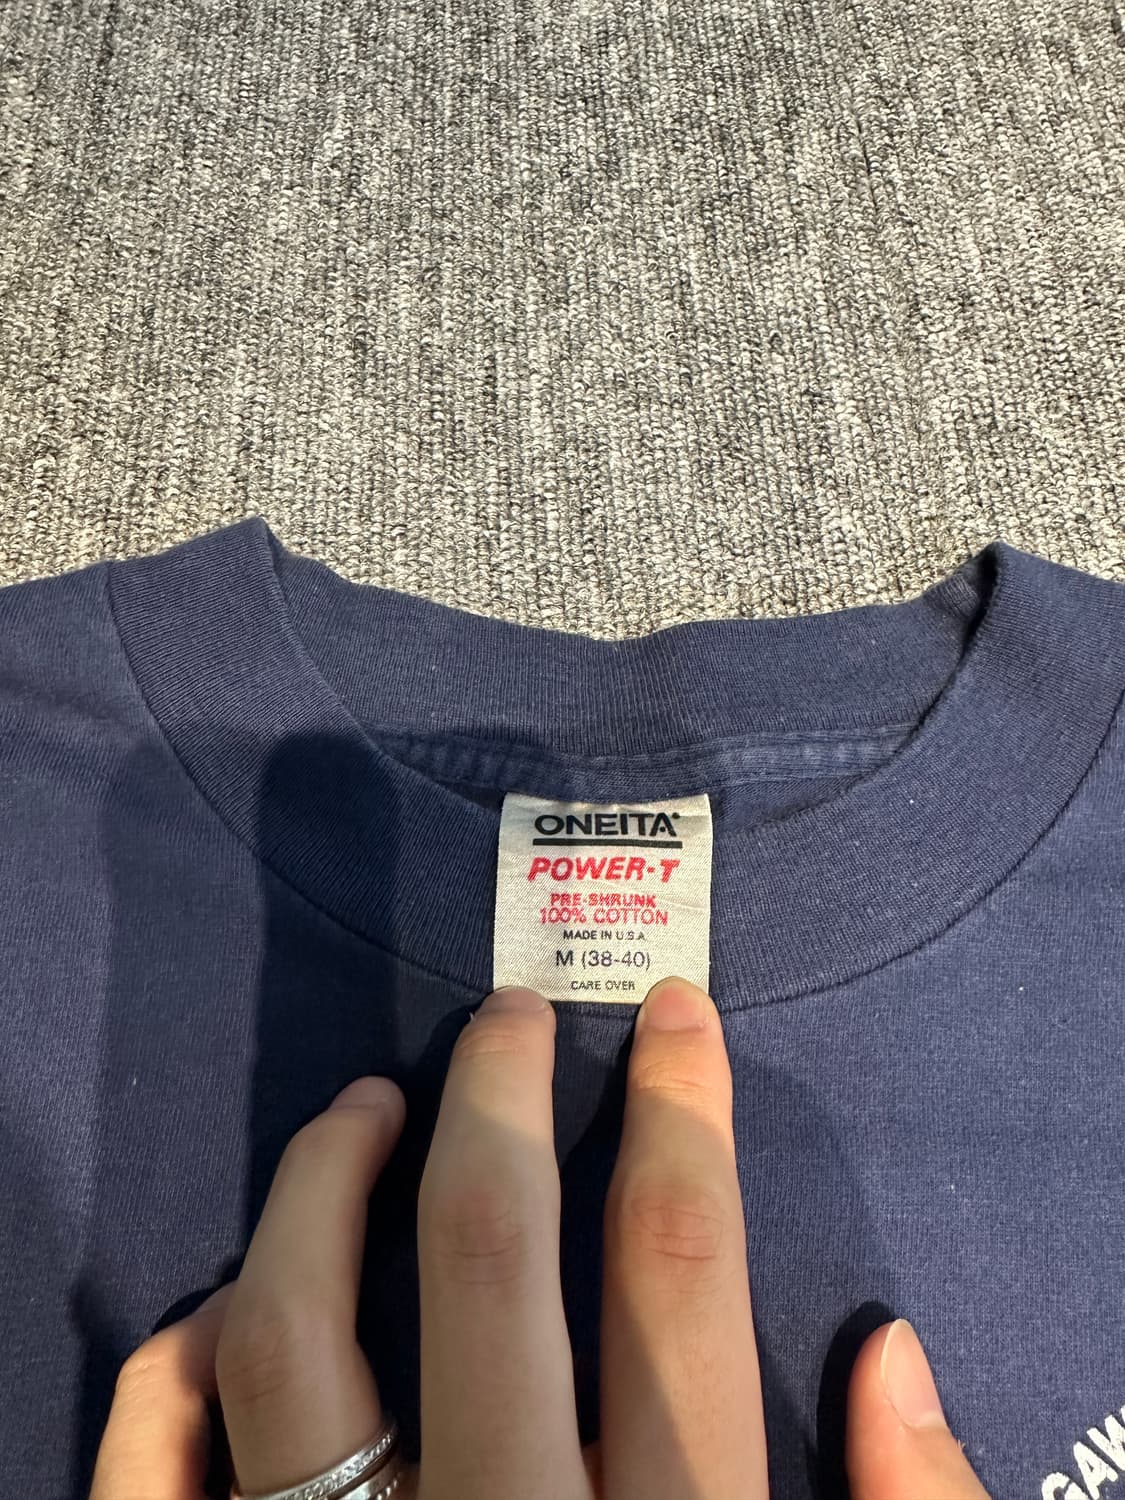 ONEITA
POWER-T
PRE-SHRUNK
100% COTTON
MADE IN U.S.A.
M (38-40)
CARE OVER